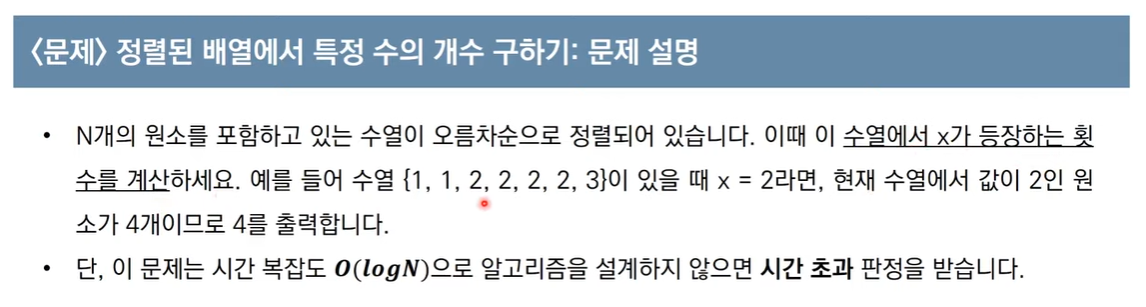 〈문제〉 정렬된 배열에서 특정 수의 개수 구하기: 문제 설명
• N개의 원소를 포함하고 있는 수열이 오름차순으로 정렬되어 있습니다. 이때 이 수열에서 x가 등장하는 횟
수를 계산하세요. 예를 들어 수열 {1, 1, 2, 2, 2, 2, 3}이 있을 때 x = 2라면, 현재 수열에서 값이 2인 원
소가 4개이므로 4를 출력합니다.
• 단, 이 문제는 시간 복잡도 O(logN)으로 알고리즘을 설계하지 않으면 시간 초과 판정을 받습니다.